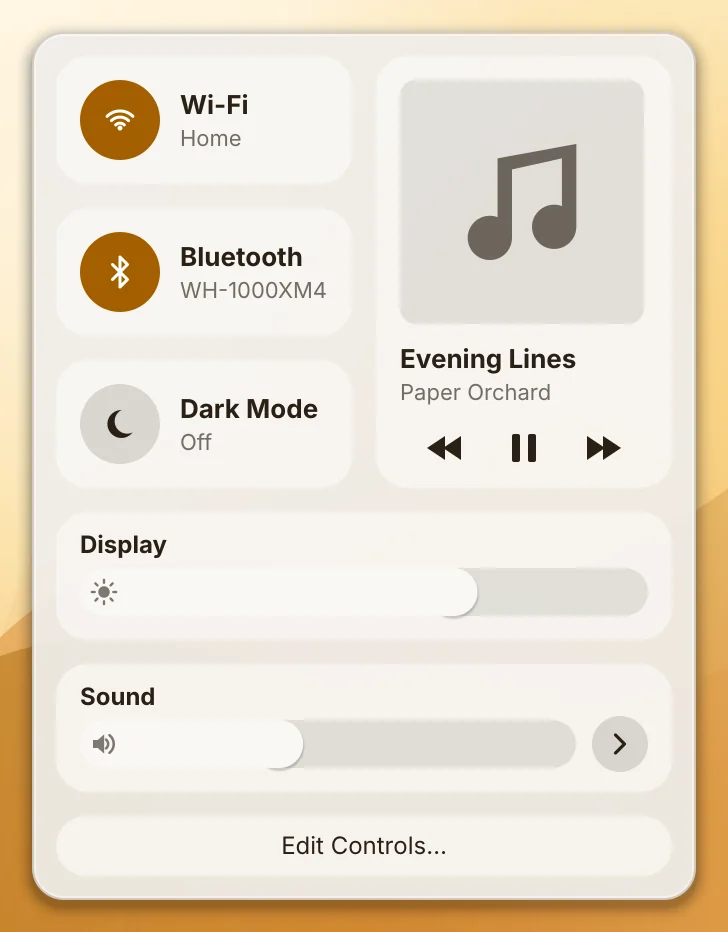 Wi-Fi
Home
Bluetooth
WH-1000XM4
Dark Mode
Off
Evening Lines
Paper Orchard
Display
Sound
Edit Controls...